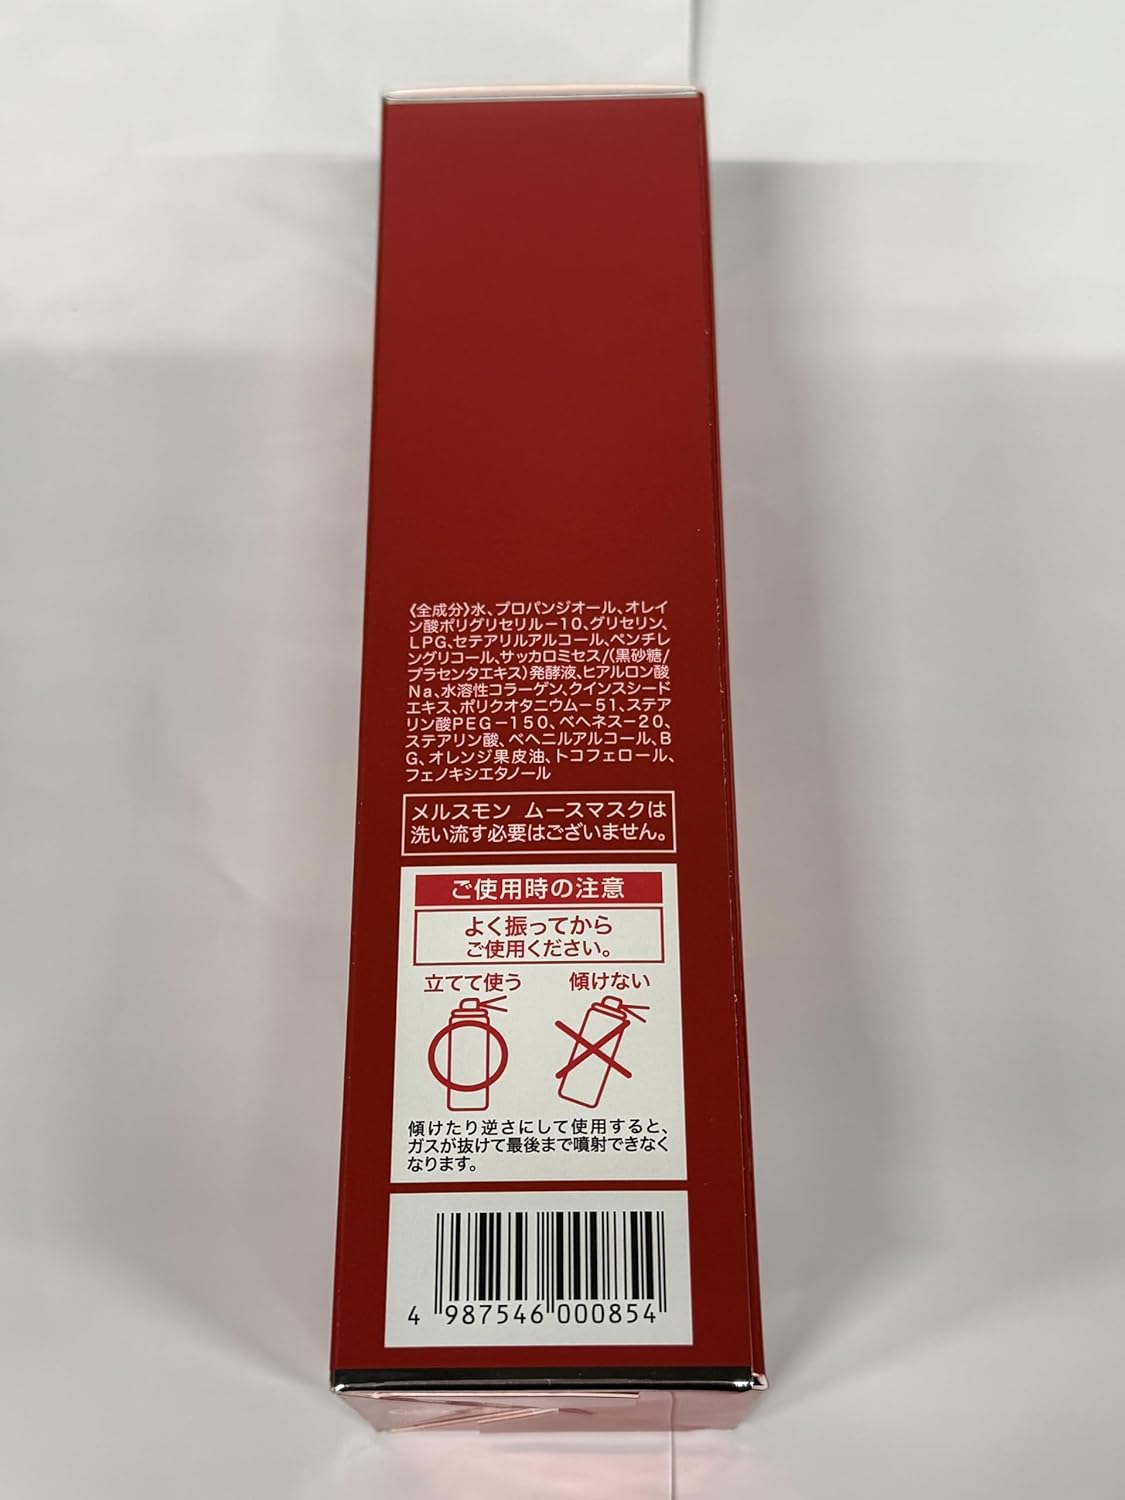 《全成分》水、プロパンジオール、オレイ
ン酸ポリグリセリル－10、グリセリン、
LPG、セテアリルアルコール、ペンチレ
ングリコール、サッカロミセス/(黒砂糖/
プラセンタエキス)発酵液、ヒアルロン酸
Na、水溶性コラーゲン、クインスシード
エキス、ポリクオタニウム－51、ステア
リン酸PEG－150、ベヘネス－20、
ステアリン酸、ベヘニルアルコール、B
G、オレンジ果皮油、トコフェロール、
フェノキシエタノール
メルスモン ムースマスクは
洗い流す必要はございません。
ご使用時の注意
よく振ってから
ご使用ください。
立てて使う 傾けない
傾けたり逆さにして使用すると、
ガスが抜けて最後まで噴射できなく
なります。
4 987546 000854